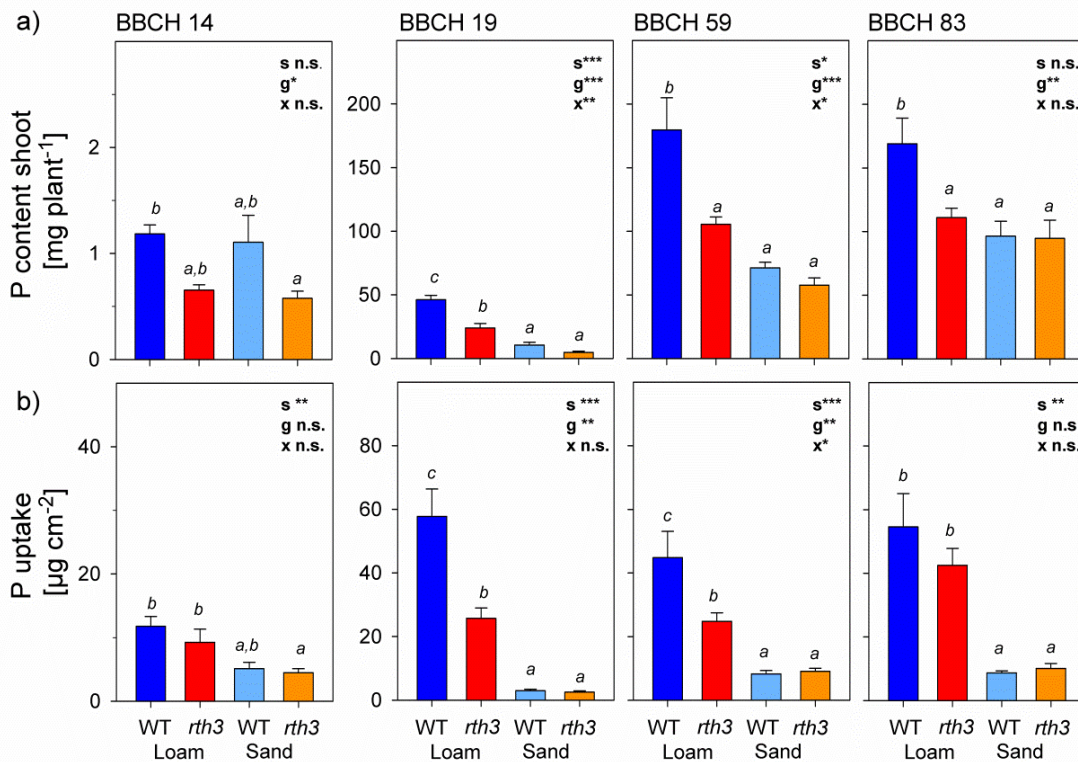 a)
BBCH 14
BBCH 19
BBCH 59
BBCH 83
P content shoot
[mg plant⁻¹]
2
1
0
s n.s.
g*
x n.s.
b
a,b
a,b
a
200
150
100
50
0
s***
g***
x**
c
b
a
a
s*
g***
x*
b
a
a
a
s n.s.
g**
x n.s.
b
a
a
a
b)
P uptake
[µg cm⁻²]
40
20
0
s **
g n.s.
x n.s.
b
b
a,b
a
80
60
40
20
0
s ***
g **
x n.s.
c
b
a
a
s***
g**
x*
c
b
a
a
s **
g n.s.
x n.s.
b
b
a
a
WT rth3 WT rth3
Loam Sand
WT rth3 WT rth3
Loam Sand
WT rth3 WT rth3
Loam Sand
WT rth3 WT rth3
Loam Sand